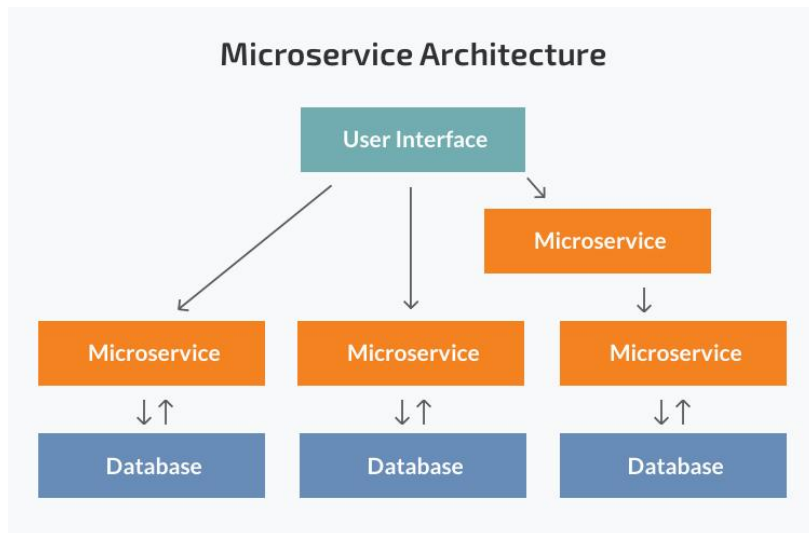 Microservice Architecture
User Interface
Microservice
Microservice
Microservice
Microservice
Database
Database
Database